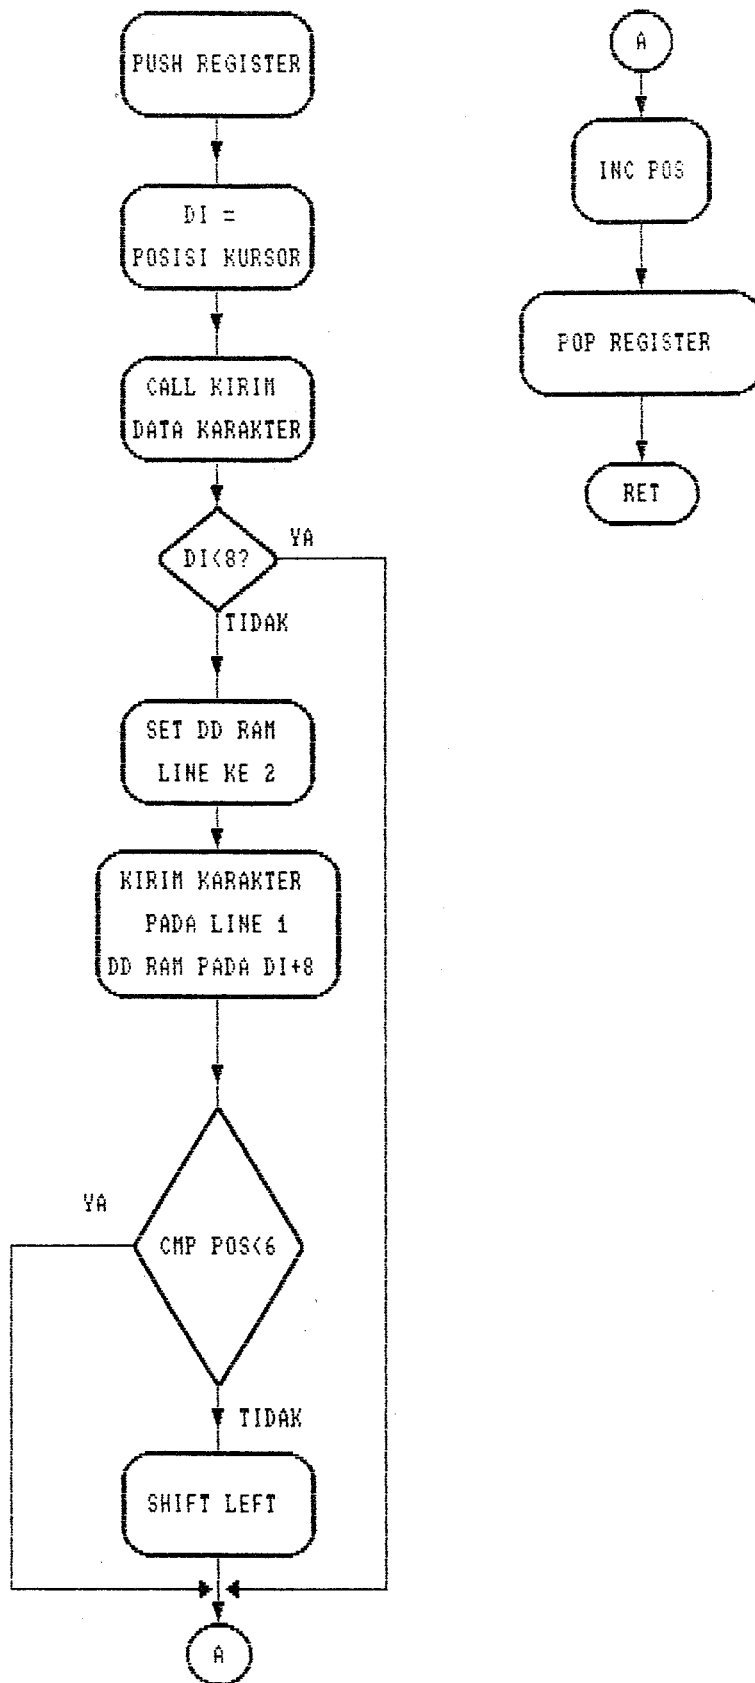 PUSH REGISTER
DI =
POSISI KURSOR
CALL KIRIM
DATA KARAKTER
DI<8?
YA
TIDAK
SET DD RAM
LINE KE 2
KIRIM KARAKTER
PADA LINE 1
DD RAM PADA DI+8
YA
CMP POS<6
TIDAK
SHIFT LEFT
A
A
INC POS
POP REGISTER
RET